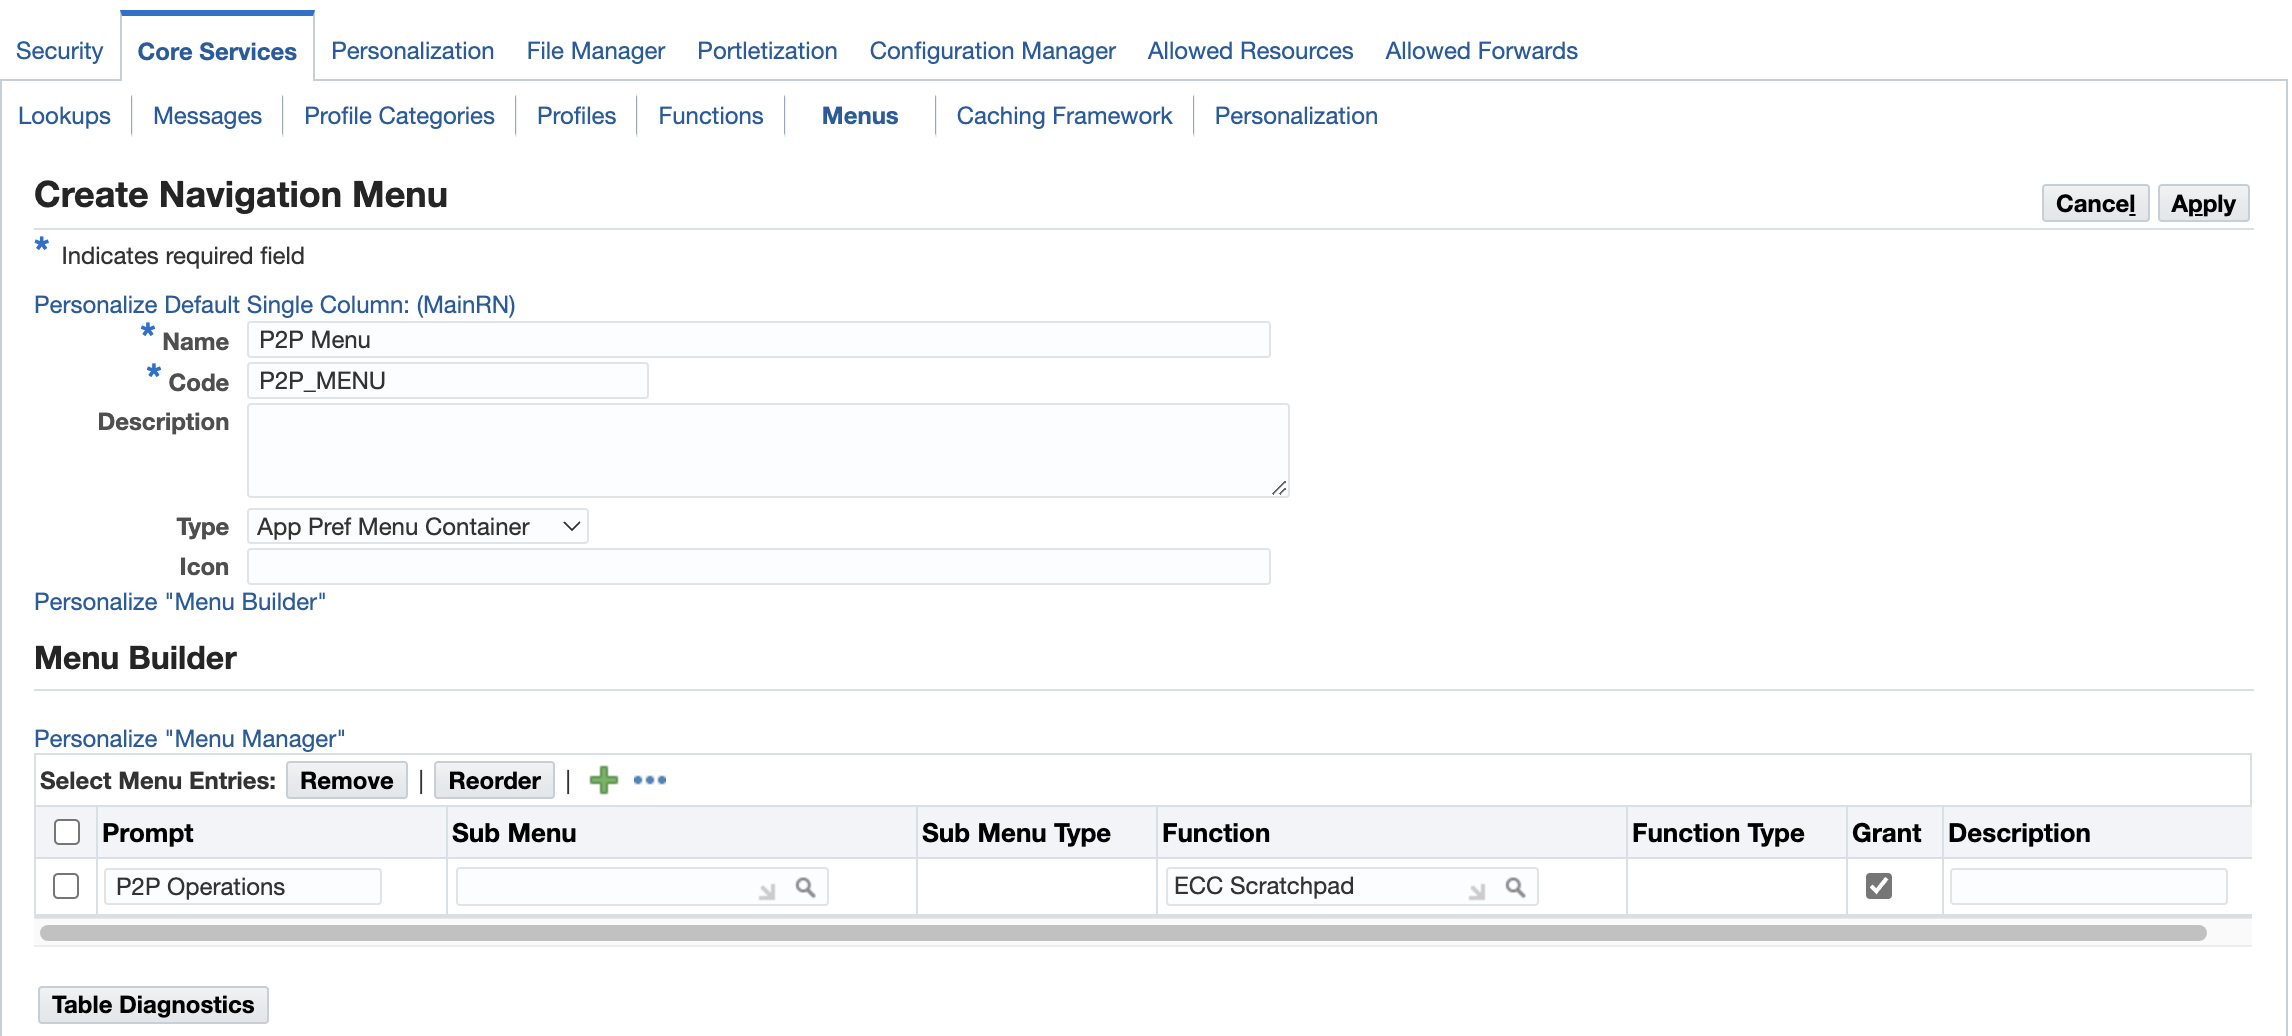 Security Core Services Personalization File Manager Portletization Configuration Manager Allowed Resources Allowed Forwards
Lookups Messages Profile Categories Profiles Functions Menus Caching Framework Personalization
Create Navigation Menu
Cancel Apply
* Indicates required field
Personalize Default Single Column: (MainRN)
* Name P2P Menu
* Code P2P_MENU
Description
Type App Pref Menu Container
Icon
Personalize "Menu Builder"
Menu Builder
Personalize "Menu Manager"
Select Menu Entries: Remove | Reorder |
Prompt Sub Menu Sub Menu Type Function Function Type Grant Description
P2P Operations ECC Scratchpad
Table Diagnostics